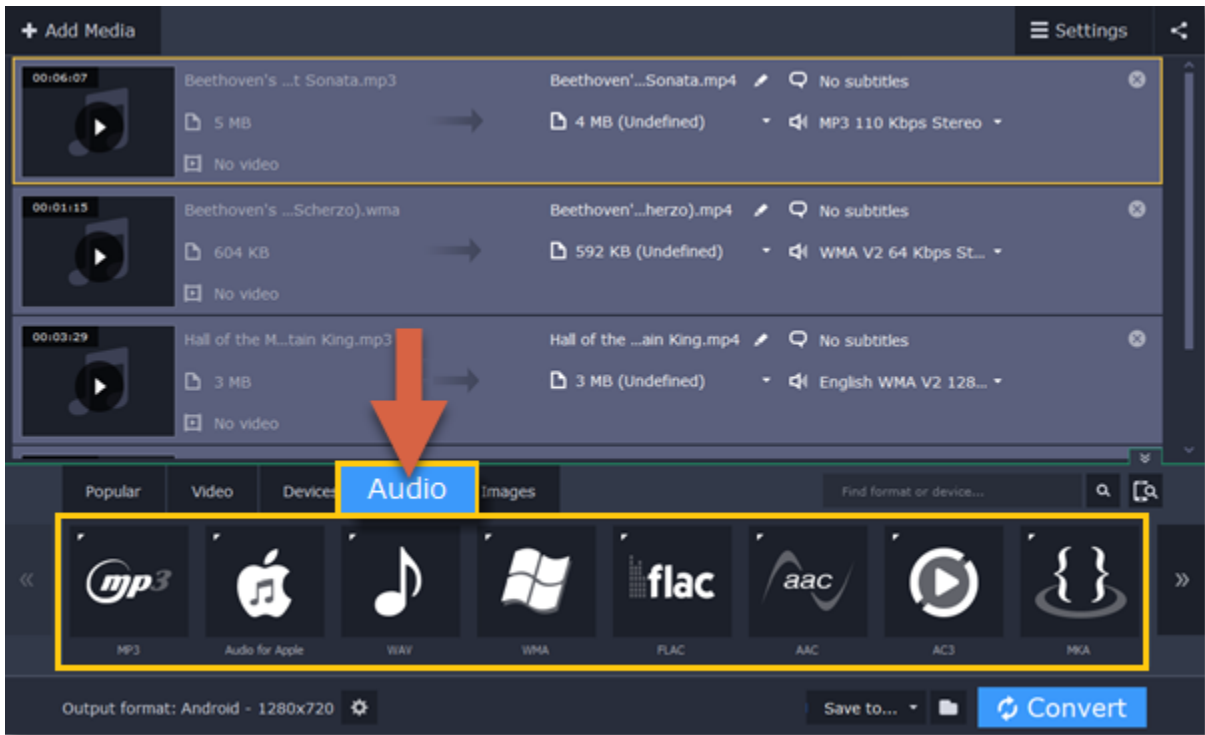 Add Media
Settings
00:06:07
Beethoven's ...t Sonata.mp3
Beethoven'...Sonata.mp4
No subtitles
5 MB
4 MB (Undefined)
MP3 110 Kbps Stereo
No video
00:01:15
Beethoven's ...Scherzo).wma
Beethoven'...herzo).mp4
No subtitles
604 KB
592 KB (Undefined)
WMA V2 64 Kbps St...
No video
00:03:29
Hall of the M...tain King.mp3
Hall of the ...ain King.mp4
No subtitles
3 MB
3 MB (Undefined)
English WMA V2 128...
No video
Popular
Video
Devices
Audio
Images
Find format or device...
mp3
flac
aac
MP3
Audio for Apple
WAV
WMA
FLAC
AAC
AC3
MKA
Output format: Android - 1280x720
Save to...
Convert